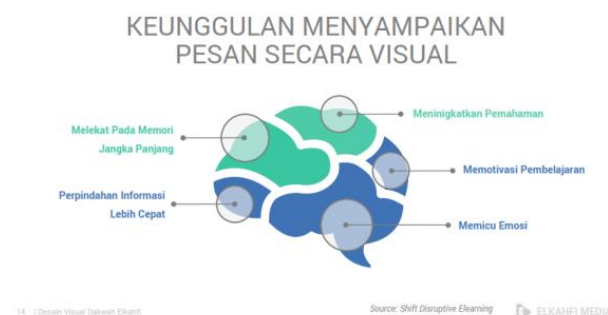 KEUNGGULAN MENYAMPAIKAN
PESAN SECARA VISUAL
Melekat Pada Memori
Jangka Panjang
Meninigkatkan Pemahaman
Perpindahan Informasi
Lebih Cepat
Memotivasi Pembelajaran
Memicu Emosi
14 | Desain Visual Dakwah Elkahfi
Source: Shift Disruptive Elearning
ELKAHFI MEDIA